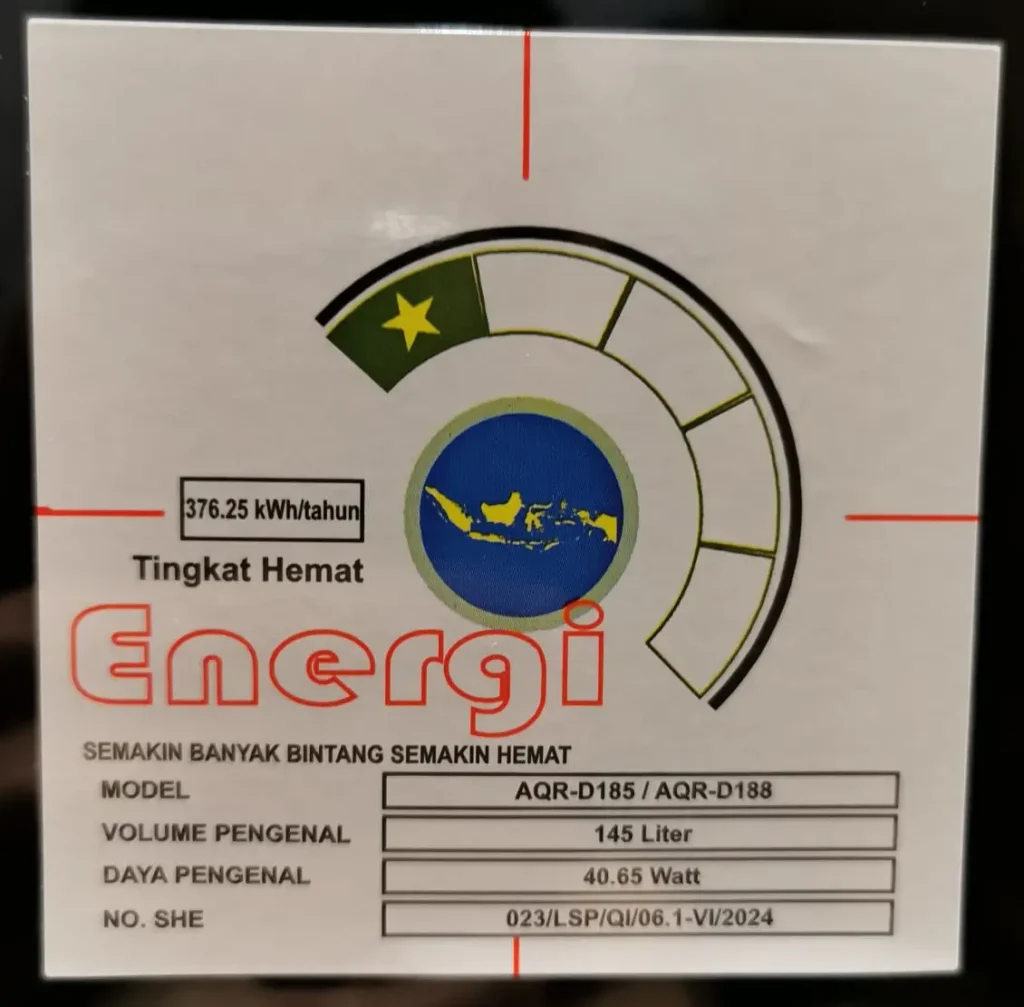 376.25 kWh/tahun
Tingkat Hemat
Energi
SEMAKIN BANYAK BINTANG SEMAKIN HEMAT
MODEL AQR-D185 / AQR-D188
VOLUME PENGENAL 145 Liter
DAYA PENGENAL 40.65 Watt
NO. SHE 023/LSP/QI/06.1-VI/2024